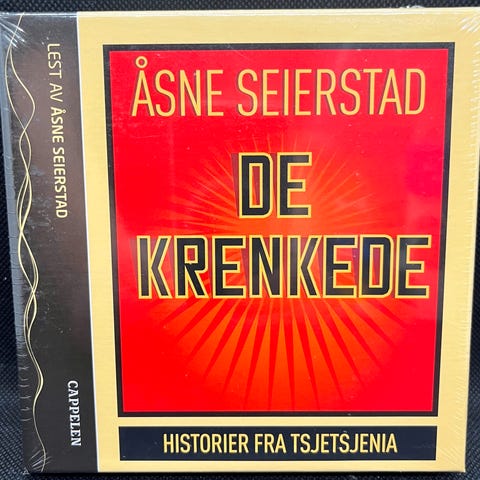 LEST AV ÅSNE SEIERSTAD
CAPPELEN
ÅSNE SEIERSTAD
DE
KRENKEDE
HISTORIER FRA TSJETSJENIA